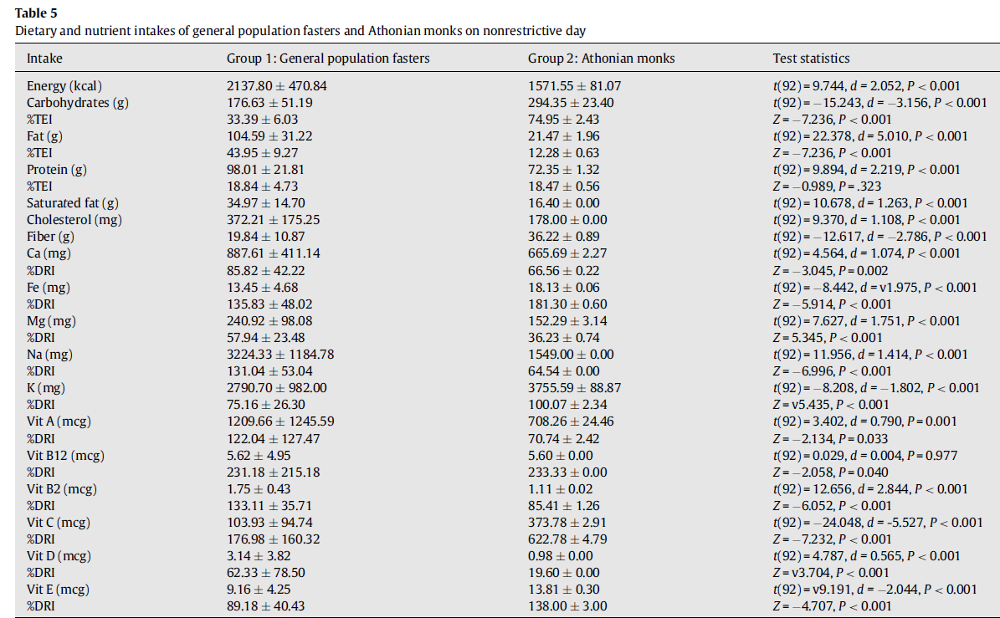 Table 5
Dietary and nutrient intakes of general population fasters and Athonian monks on nonrestrictive day
Intake Group 1: General population fasters Group 2: Athonian monks Test statistics
Energy (kcal) 2137.80 ± 470.84 1571.55 ± 81.07 t(92) = 9.744, d = 2.052, P < 0.001
Carbohydrates (g) 176.63 ± 51.19 294.35 ± 23.40 t(92) = −15.243, d = −3.156, P < 0.001
%TEI 33.39 ± 6.03 74.95 ± 2.43 Z = −7.236, P < 0.001
Fat (g) 104.59 ± 31.22 21.47 ± 1.96 t(92) = 22.378, d = 5.010, P < 0.001
%TEI 43.95 ± 9.27 12.28 ± 0.63 Z = −7.236, P < 0.001
Protein (g) 98.01 ± 21.81 72.35 ± 1.32 t(92) = 9.894, d = 2.219, P < 0.001
%TEI 18.84 ± 4.73 18.47 ± 0.56 Z = −0.989, P = .323
Saturated fat (g) 34.97 ± 14.70 16.40 ± 0.00 t(92) = 10.678, d = 1.263, P < 0.001
Cholesterol (mg) 372.21 ± 175.25 178.00 ± 0.00 t(92) = 9.370, d = 1.108, P < 0.001
Fiber (g) 19.84 ± 10.87 36.22 ± 0.89 t(92) = −12.617, d = −2.786, P < 0.001
Ca (mg) 887.61 ± 411.14 665.69 ± 2.27 t(92) = 4.564, d = 1.074, P < 0.001
%DRI 85.82 ± 42.22 66.56 ± 0.22 Z = −3.045, P = 0.002
Fe (mg) 13.45 ± 4.68 18.13 ± 0.06 t(92) = −8.442, d = v1.975, P < 0.001
%DRI 135.83 ± 48.02 181.30 ± 0.60 Z = −5.914, P < 0.001
Mg (mg) 240.92 ± 98.08 152.29 ± 3.14 t(92) = 7.627, d = 1.751, P < 0.001
%DRI 57.94 ± 23.48 36.23 ± 0.74 Z = 5.345, P < 0.001
Na (mg) 3224.33 ± 1184.78 1549.00 ± 0.00 t(92) = 11.956, d = 1.414, P < 0.001
%DRI 131.04 ± 53.04 64.54 ± 0.00 Z = −6.996, P < 0.001
K (mg) 2790.70 ± 982.00 3755.59 ± 88.87 t(92) = −8.208, d = −1.802, P < 0.001
%DRI 75.16 ± 26.30 100.07 ± 2.34 Z = v5.435, P < 0.001
Vit A (mcg) 1209.66 ± 1245.59 708.26 ± 24.46 t(92) = 3.402, d = 0.790, P = 0.001
%DRI 122.04 ± 127.47 70.74 ± 2.42 Z = −2.134, P = 0.033
Vit B12 (mcg) 5.62 ± 4.95 5.60 ± 0.00 t(92) = 0.029, d = 0.004, P = 0.977
%DRI 231.18 ± 215.18 233.33 ± 0.00 Z = −2.058, P = 0.040
Vit B2 (mcg) 1.75 ± 0.43 1.11 ± 0.02 t(92) = 12.656, d = 2.844, P < 0.001
%DRI 133.11 ± 35.71 85.41 ± 1.26 Z = −6.052, P < 0.001
Vit C (mcg) 103.93 ± 94.74 373.78 ± 2.91 t(92) = −24.048, d = -5.527, P < 0.001
%DRI 176.98 ± 160.32 622.78 ± 4.79 Z = −7.232, P < 0.001
Vit D (mcg) 3.14 ± 3.82 0.98 ± 0.00 t(92) = 4.787, d = 0.565, P < 0.001
%DRI 62.33 ± 78.50 19.60 ± 0.00 Z = v3.704, P < 0.001
Vit E (mcg) 9.16 ± 4.25 13.81 ± 0.30 t(92) = v9.191, d = −2.044, P < 0.001
%DRI 89.18 ± 40.43 138.00 ± 3.00 Z = −4.707, P < 0.001